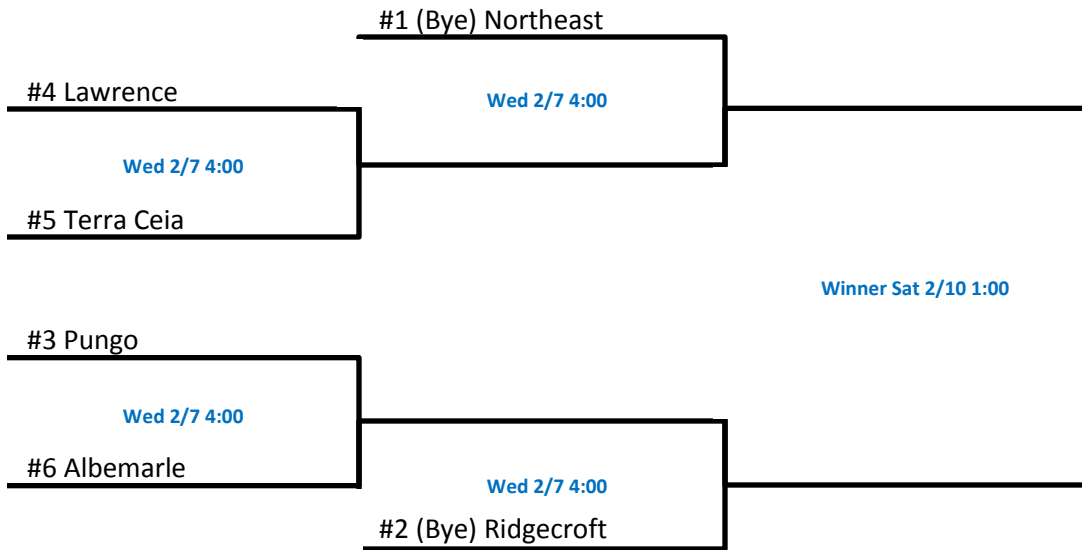 #1 (Bye) Northeast
#4 Lawrence
Wed 2/7 4:00
Wed 2/7 4:00
#5 Terra Ceia
Winner Sat 2/10 1:00
#3 Pungo
Wed 2/7 4:00
#6 Albemarle
Wed 2/7 4:00
#2 (Bye) Ridgecroft